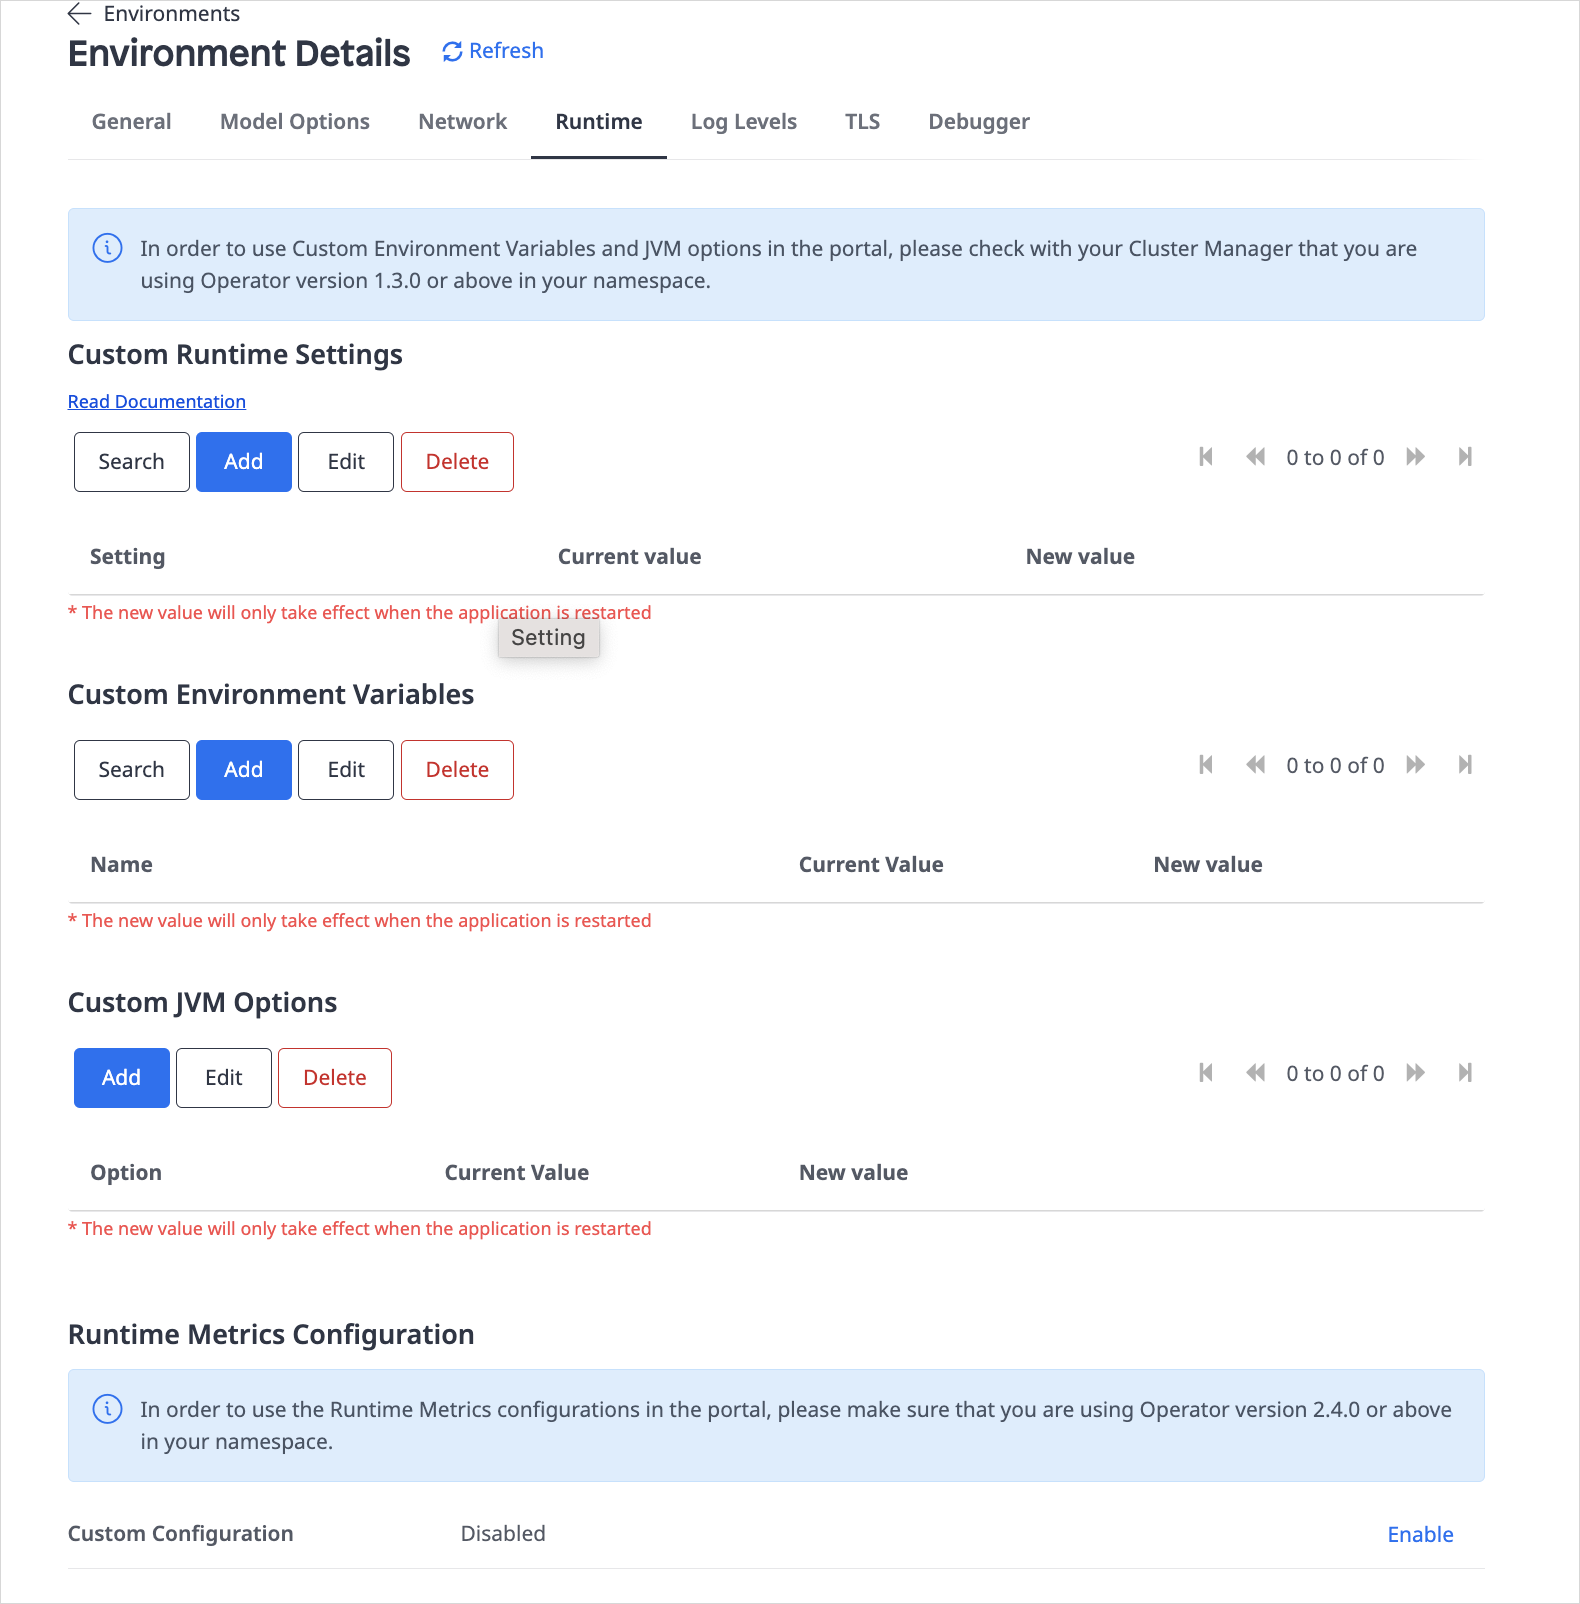 Environments
Environment Details
Refresh
General Model Options Network Runtime Log Levels TLS Debugger
In order to use Custom Environment Variables and JVM options in the portal, please check with your Cluster Manager that you are
using Operator version 1.3.0 or above in your namespace.
Custom Runtime Settings
Read Documentation
Search Add Edit Delete 0 to 0 of 0
Setting Current value New value
* The new value will only take effect when the application is restarted
Setting
Custom Environment Variables
Search Add Edit Delete 0 to 0 of 0
Name Current Value New value
* The new value will only take effect when the application is restarted
Custom JVM Options
Add Edit Delete 0 to 0 of 0
Option Current Value New value
* The new value will only take effect when the application is restarted
Runtime Metrics Configuration
In order to use the Runtime Metrics configurations in the portal, please make sure that you are using Operator version 2.4.0 or above
in your namespace.
Custom Configuration Disabled Enable